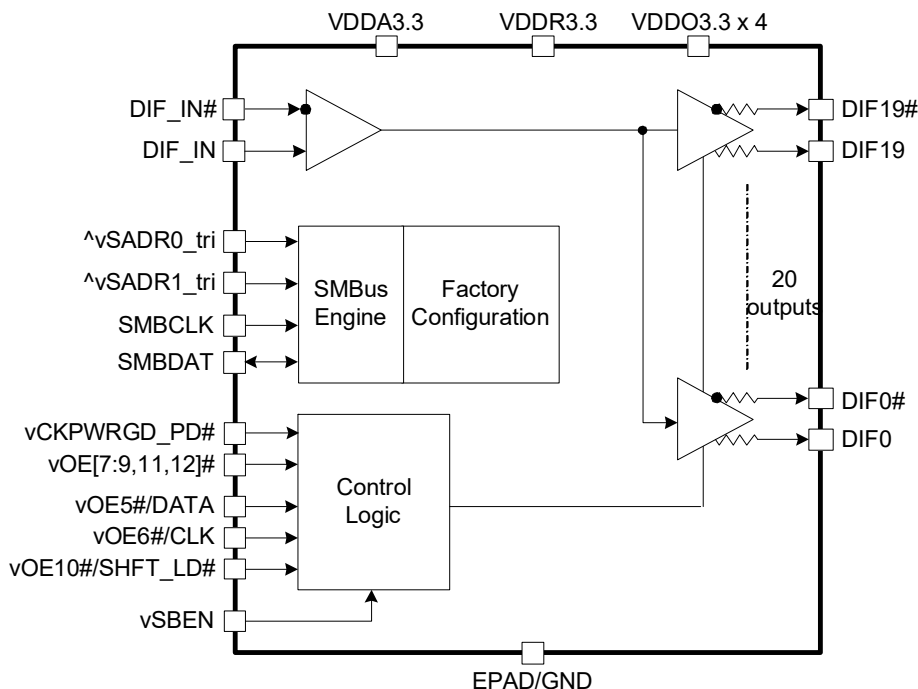 VDDA3.3
VDDR3.3
VDDO3.3 x 4
DIF_IN#
DIF_IN
DIF19#
DIF19
^vSADR0_tri
^vSADR1_tri
SMBCLK
SMBDAT
SMBus
Engine
Factory
Configuration
20
outputs
DIF0#
DIF0
vCKPWRGD_PD#
vOE[7:9,11,12]#
vOE5#/DATA
vOE6#/CLK
vOE10#/SHFT_LD#
vSBEN
Control
Logic
EPAD/GND